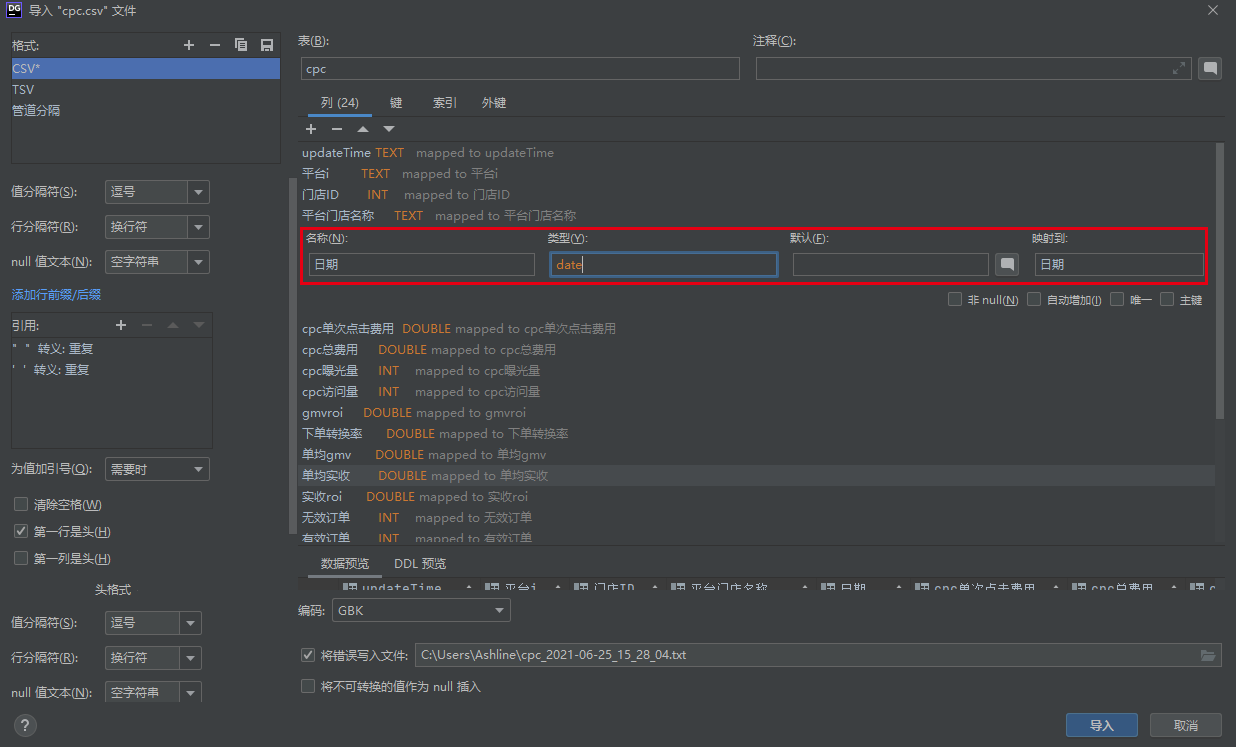 DG 导入 "cpc.csv" 文件
格式:
CSV*
TSV
管道分隔
值分隔符(S): 逗号
行分隔符(R): 换行符
null 值文本(N): 空字符串
添加行前缀/后缀
引用:
" " 转义: 重复
' ' 转义: 重复
为值加引号(Q): 需要时
清除空格(W)
第一行是头(H)
第一列是头(H)
头格式
值分隔符(S): 逗号
行分隔符(R): 换行符
null 值文本(N): 空字符串
?
表(B): 注释(C):
cpc
列 (24) 键 索引 外键
updateTime TEXT mapped to updateTime
平台i TEXT mapped to 平台i
门店ID INT mapped to 门店ID
平台门店名称 TEXT mapped to 平台门店名称
名称(N): 类型(Y): 默认(F): 映射到:
日期 date 日期
非 null(N) 自动增加(I) 唯一 主键
cpc单次点击费用 DOUBLE mapped to cpc单次点击费用
cpc总费用 DOUBLE mapped to cpc总费用
cpc曝光量 INT mapped to cpc曝光量
cpc访问量 INT mapped to cpc访问量
gmvroi DOUBLE mapped to gmvroi
下单转换率 DOUBLE mapped to 下单转换率
单均gmv DOUBLE mapped to 单均gmv
单均实收 DOUBLE mapped to 单均实收
实收roi DOUBLE mapped to 实收roi
无效订单 INT mapped to 无效订单
有效订单 INT mapped to 有效订单
数据预览 DDL 预览
updateTime 平台i 门店ID 平台门店名称 日期 cpc单次点击费用 cpc总费用 c
编码: GBK
将错误写入文件: C:\Users\Ashline\cpc_2021-06-25_15_28_04.txt
将不可转换的值作为 null 插入
导入 取消